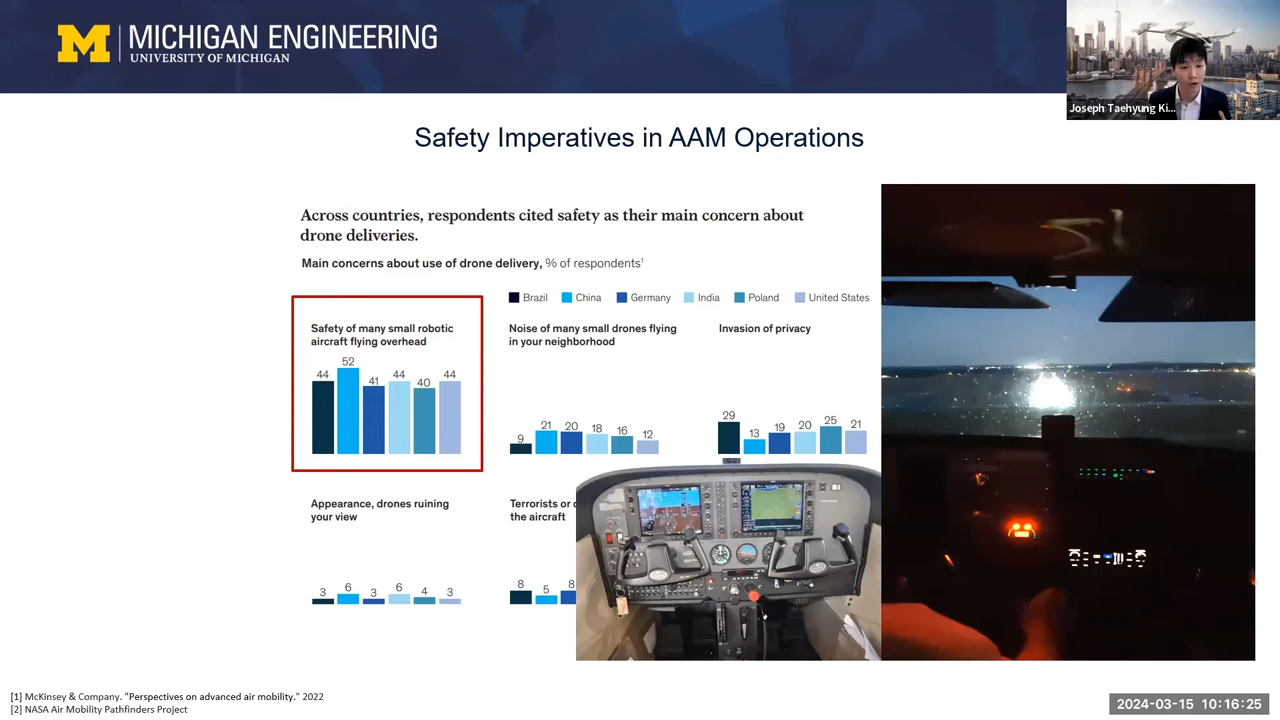 MICHIGAN ENGINEERING
UNIVERSITY OF MICHIGAN
Joseph Taehyung Ki...
Safety Imperatives in AAM Operations
Across countries, respondents cited safety as their main concern about
drone deliveries.
Main concerns about use of drone delivery, % of respondents¹
Brazil China Germany India Poland United States
Safety of many small robotic
aircraft flying overhead
44 52 41 44 40 44
Noise of many small drones flying
in your neighborhood
9 21 20 18 16 12
Invasion of privacy
29 13 19 20 25 21
Appearance, drones ruining
your view
3 6 3 6 4 3
Terrorists or
the aircraft
8 5 8
[1] McKinsey & Company. "Perspectives on advanced air mobility." 2022
[2] NASA Air Mobility Pathfinders Project
2024-03-15 10:16:25